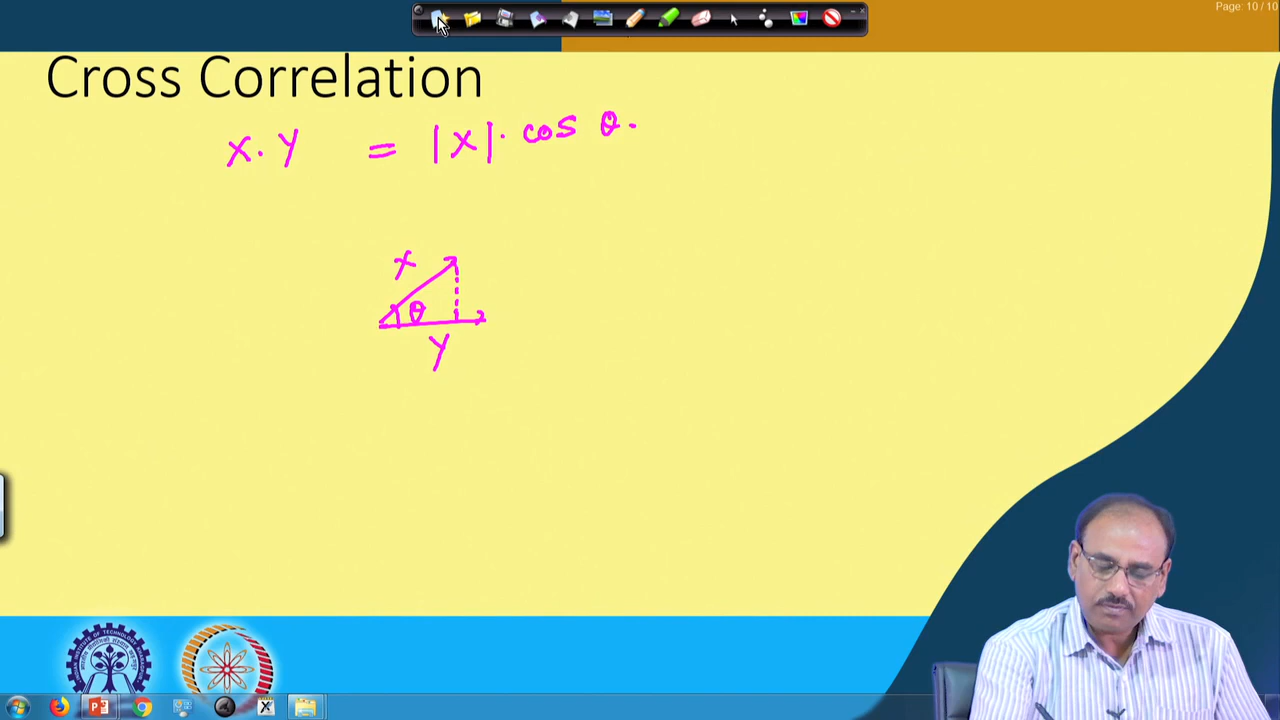 Page: 10 / 10
Cross Correlation
X . Y = |X| . cos θ.
X
θ
Y